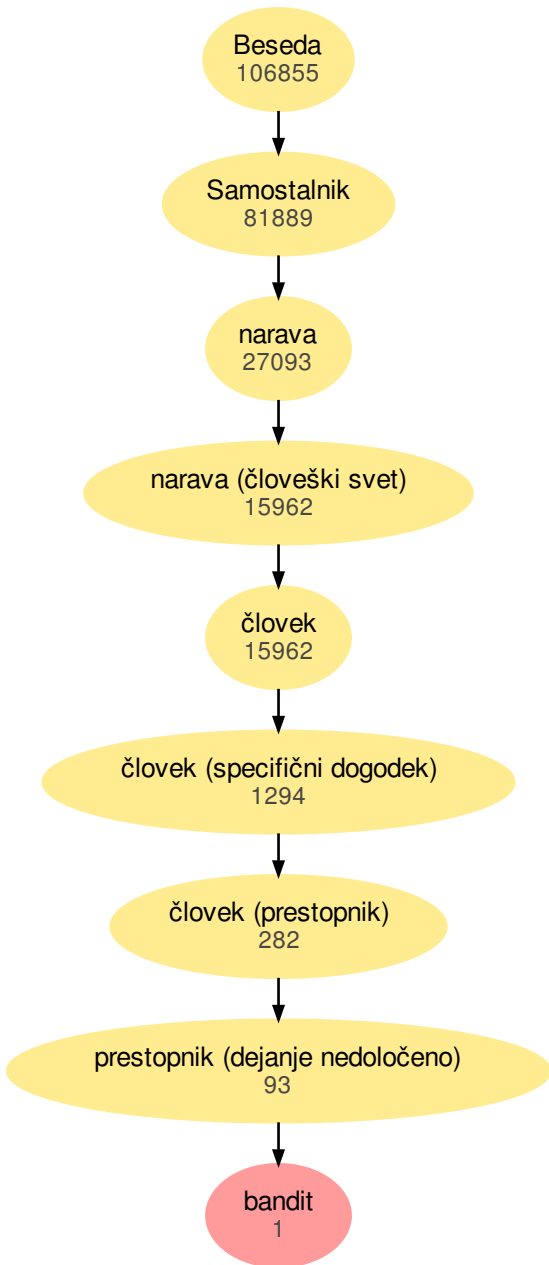 Beseda
106855
Samostalnik
81889
narava
27093
narava (človeški svet)
15962
človek
15962
človek (specifični dogodek)
1294
človek (prestopnik)
282
prestopnik (dejanje nedoločeno)
93
bandit
1